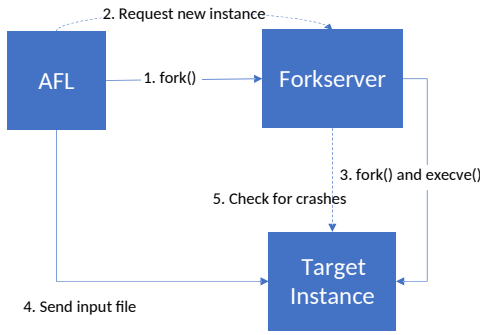 2. Request new instance
AFL
1. fork()
Forkserver
3. fork() and execve()
5. Check for crashes
Target
Instance
4. Send input file